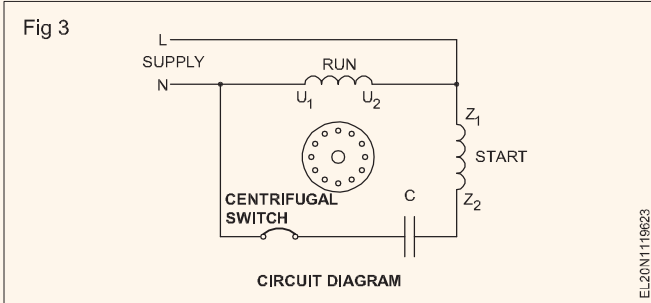 Fig 3
L
SUPPLY
N
RUN
U1 U2
Z1
START
Z2
CENTRIFUGAL
SWITCH
C
CIRCUIT DIAGRAM
EL20N1119623